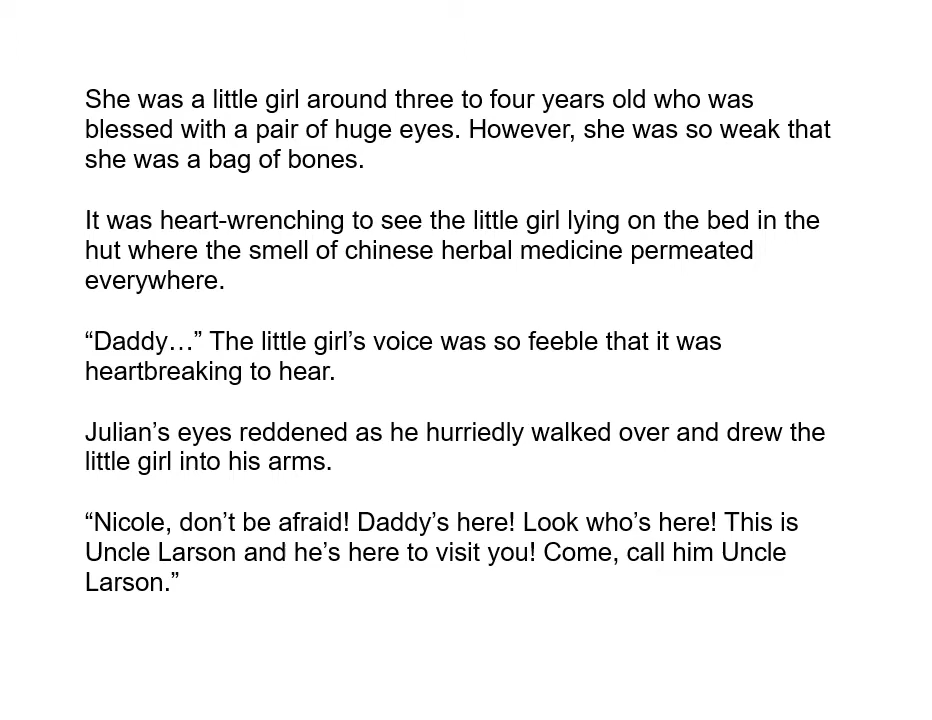 She was a little girl around three to four years old who was
blessed with a pair of huge eyes. However, she was so weak that
she was a bag of bones.
It was heart-wrenching to see the little girl lying on the bed in the
hut where the smell of chinese herbal medicine permeated
everywhere.
“Daddy…” The little girl’s voice was so feeble that it was
heartbreaking to hear.
Julian’s eyes reddened as he hurriedly walked over and drew the
little girl into his arms.
“Nicole, don’t be afraid! Daddy’s here! Look who’s here! This is
Uncle Larson and he’s here to visit you! Come, call him Uncle
Larson.”